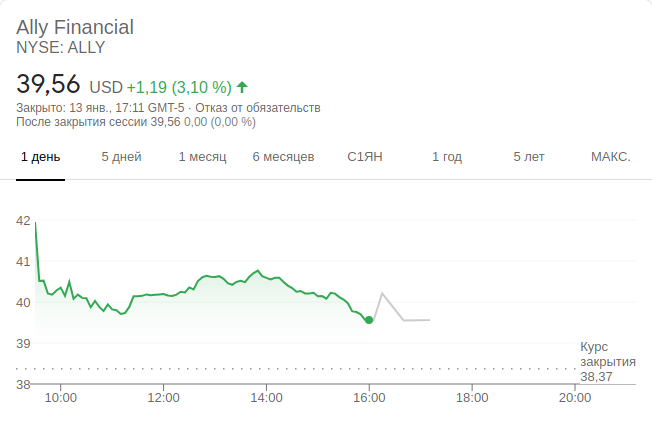 Ally Financial
NYSE: ALLY
39,56 USD +1,19 (3,10 %)
Закрыто: 13 янв., 17:11 GMT-5 · Отказ от обязательств
После закрытия сессии 39,56 0,00 (0,00 %)
1 день 5 дней 1 месяц 6 месяцев С1ЯН 1 год 5 лет МАКС.
42
41
40
39
Курс
закрытия
38,37
38
10:00 12:00 14:00 16:00 18:00 20:00